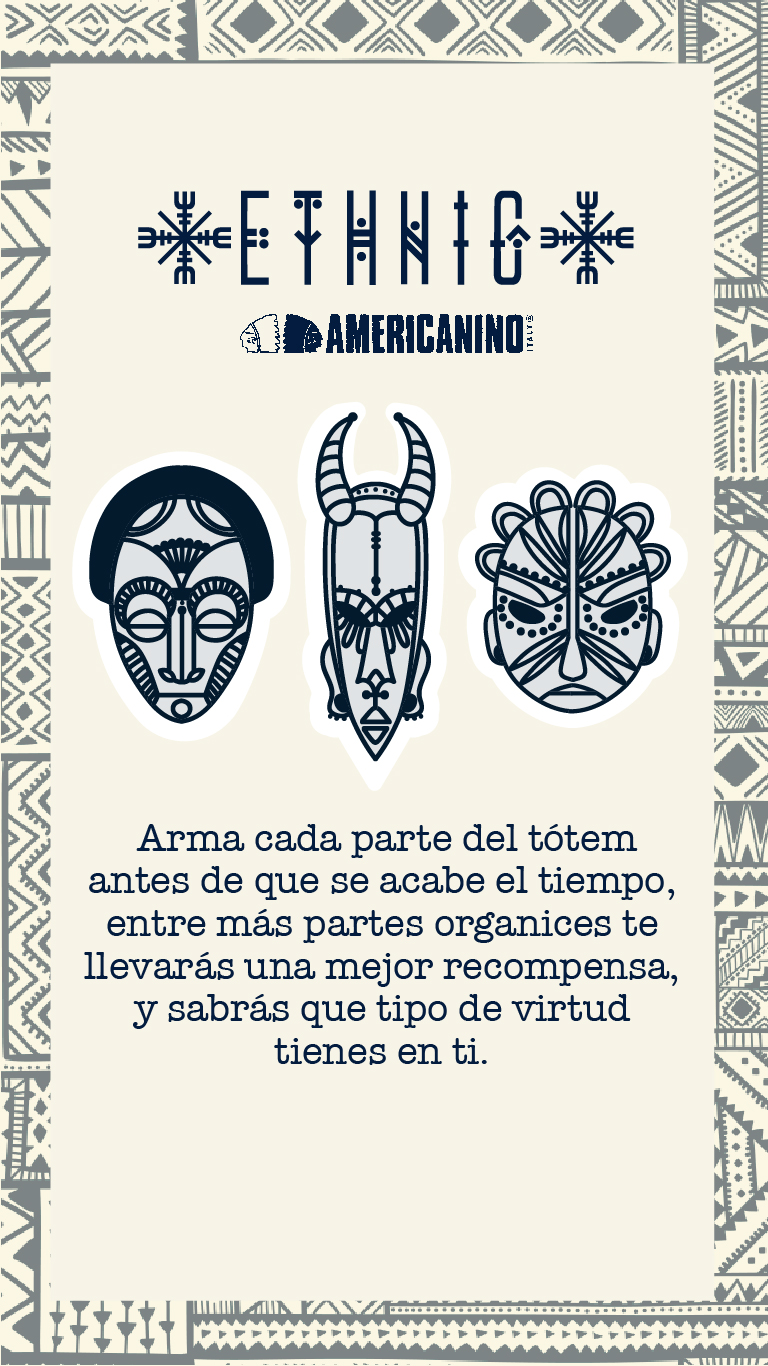 ETHNIC
AMERICANINO ITALY®
Arma cada parte del tótem
antes de que se acabe el tiempo,
entre más partes organices te
llevarás una mejor recompensa,
y sabrás que tipo de virtud
tienes en ti.